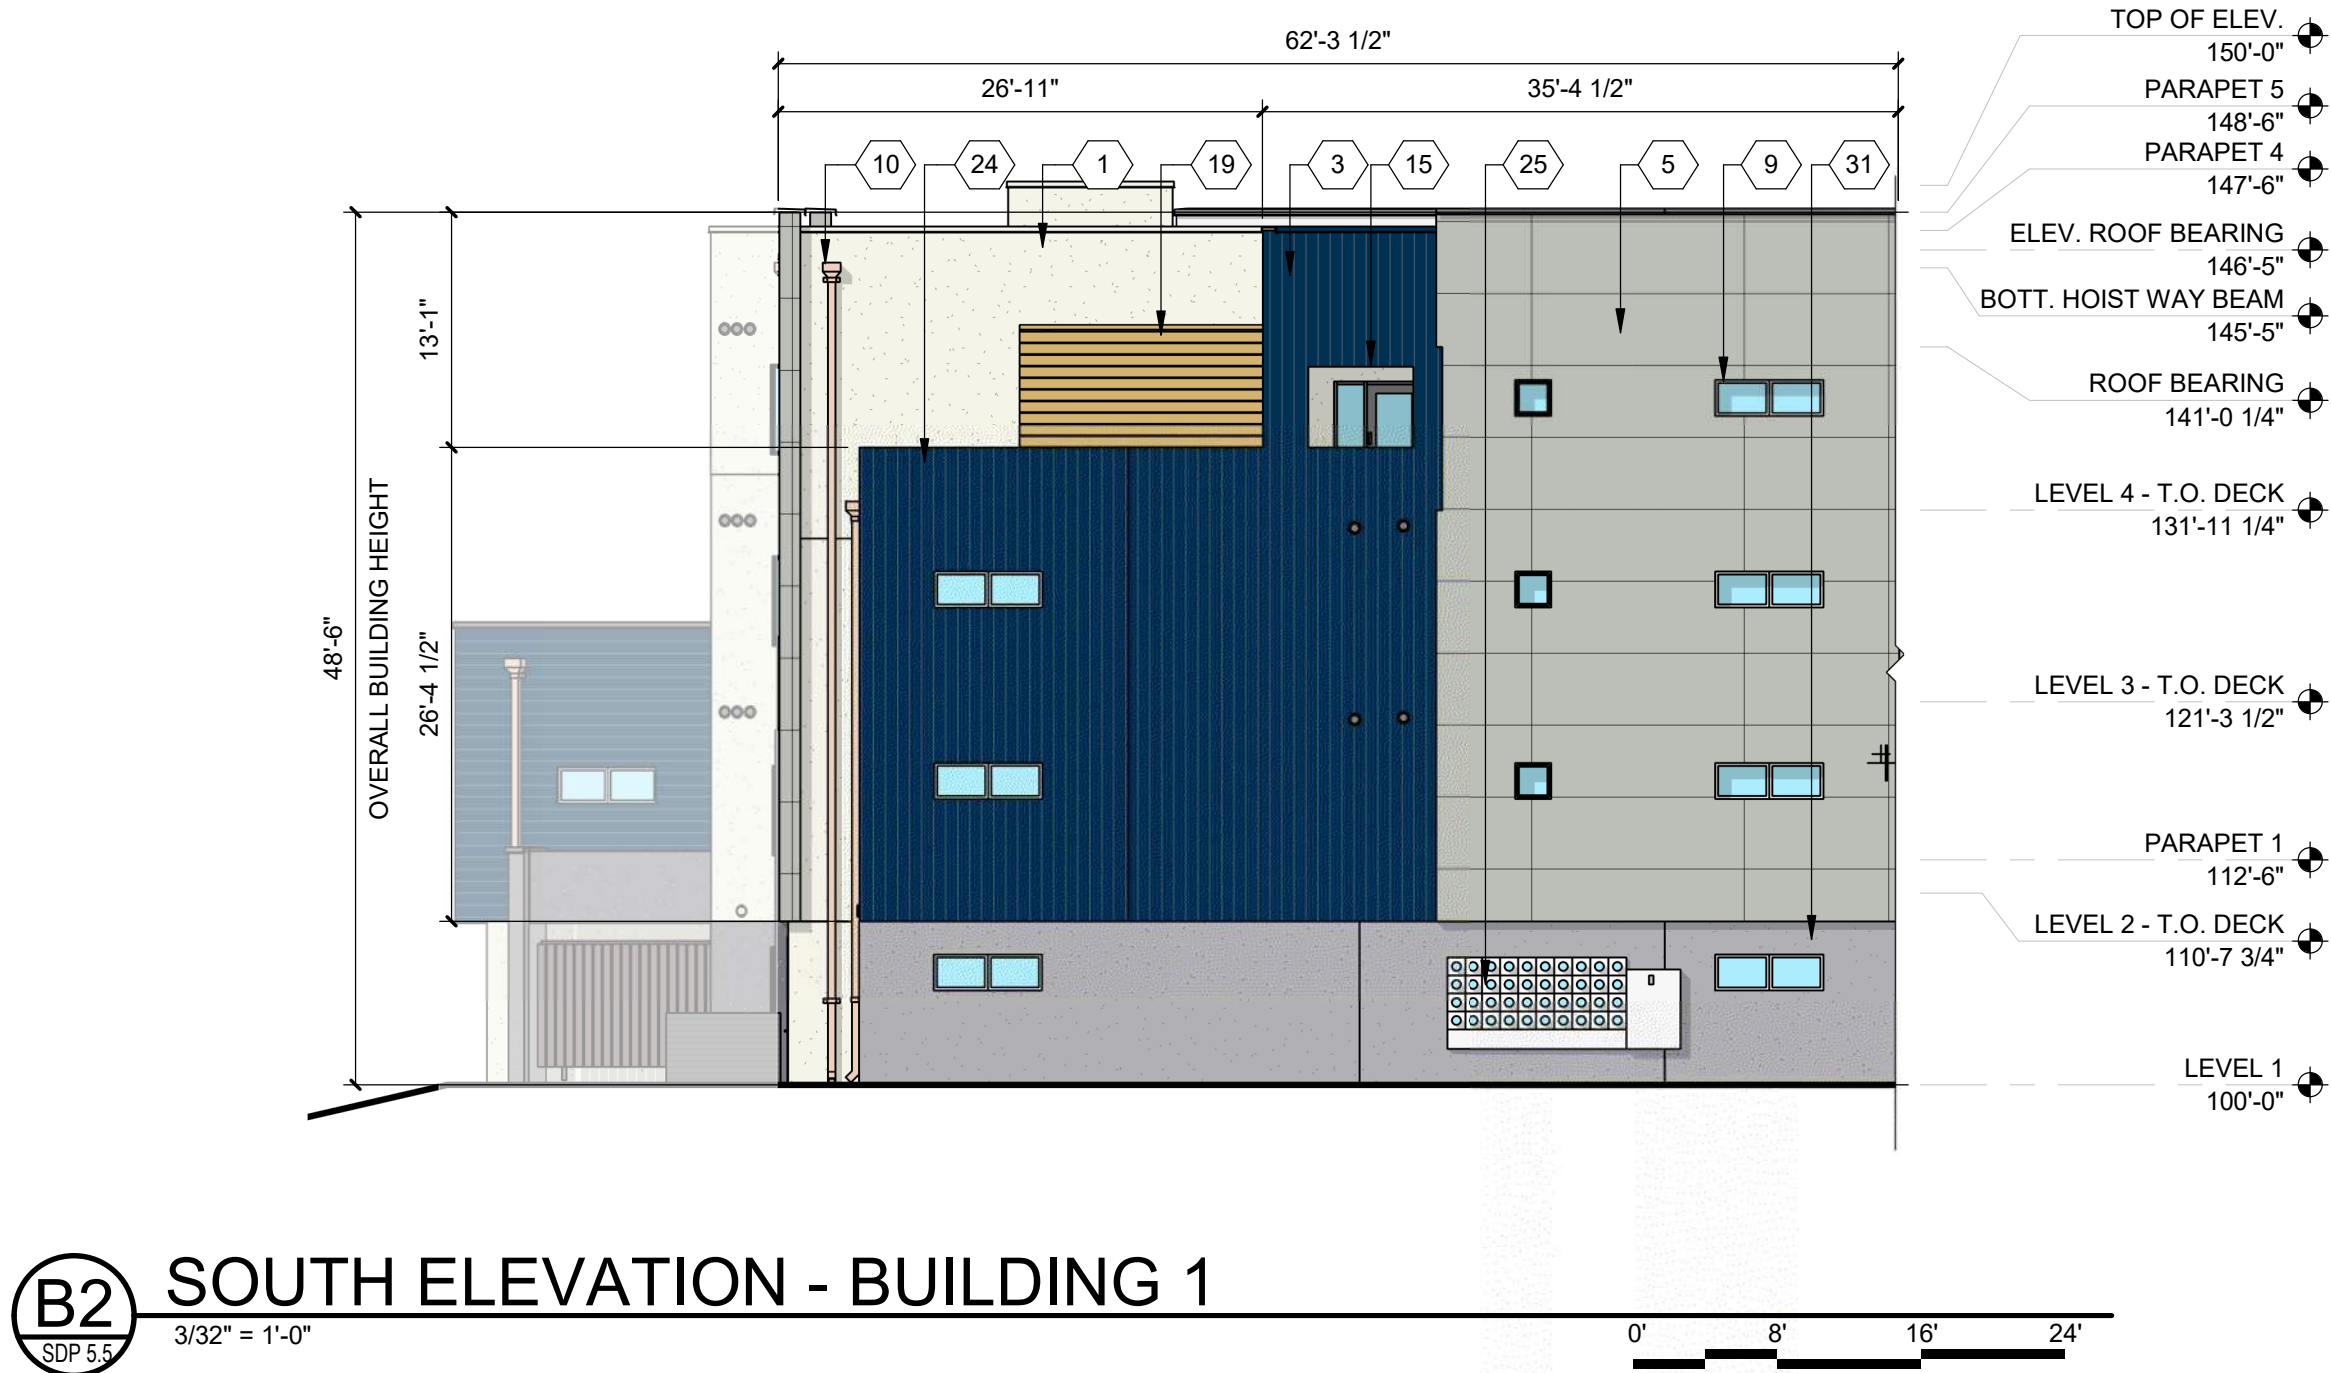 TOP OF ELEV.
150'-0"
62'-3 1/2"
26'-11"
35'-4 1/2"
PARAPET 5
148'-6"
PARAPET 4
147'-6"
10
24
1
19
3
15
25
5
9
31
ELEV. ROOF BEARING
146'-5"
BOTT. HOIST WAY BEAM
145'-5"
13'-1"
ROOF BEARING
141'-0 1/4"
LEVEL 4 - T.O. DECK
131'-11 1/4"
OVERALL BUILDING HEIGHT
48'-6"
26'-4 1/2"
LEVEL 3 - T.O. DECK
121'-3 1/2"
PARAPET 1
112'-6"
LEVEL 2 - T.O. DECK
110'-7 3/4"
LEVEL 1
100'-0"
B2
SDP 5.5
SOUTH ELEVATION - BUILDING 1
3/32" = 1'-0"
0'
8'
16'
24'